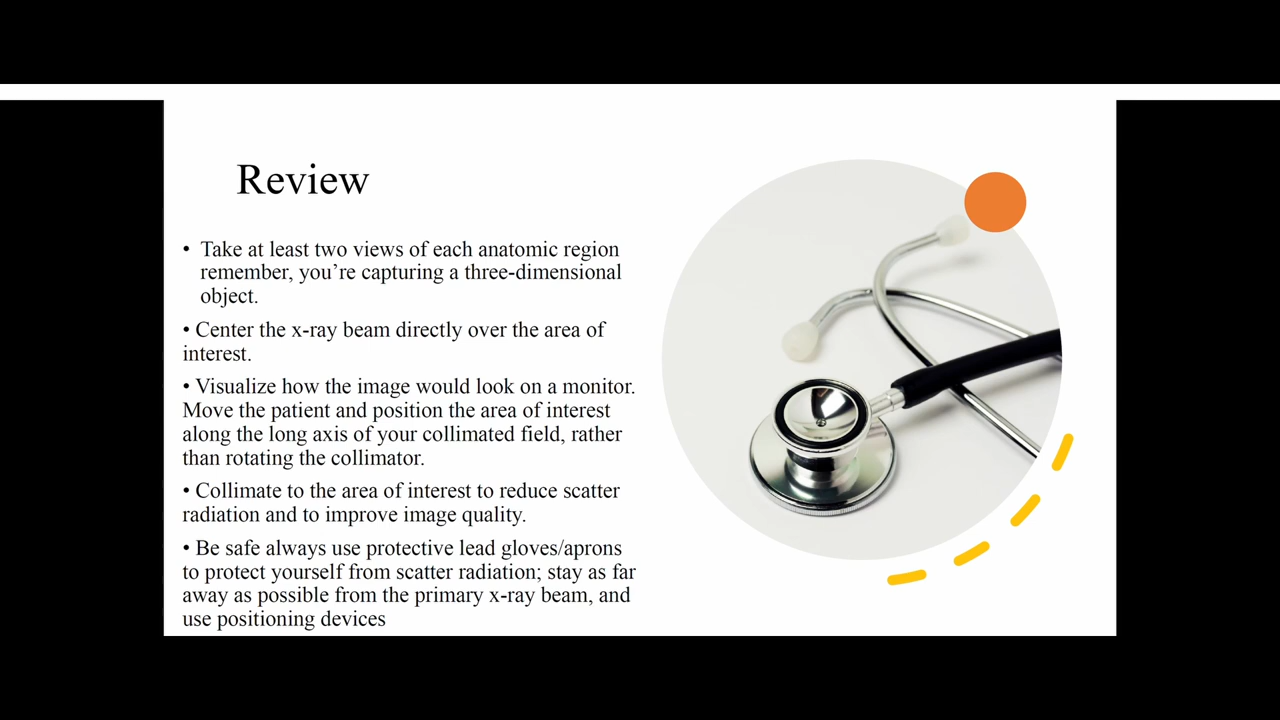 Review
• Take at least two views of each anatomic region
remember, you’re capturing a three-dimensional
object.
• Center the x-ray beam directly over the area of
interest.
• Visualize how the image would look on a monitor.
Move the patient and position the area of interest
along the long axis of your collimated field, rather
than rotating the collimator.
• Collimate to the area of interest to reduce scatter
radiation and to improve image quality.
• Be safe always use protective lead gloves/aprons
to protect yourself from scatter radiation; stay as far
away as possible from the primary x-ray beam, and
use positioning devices